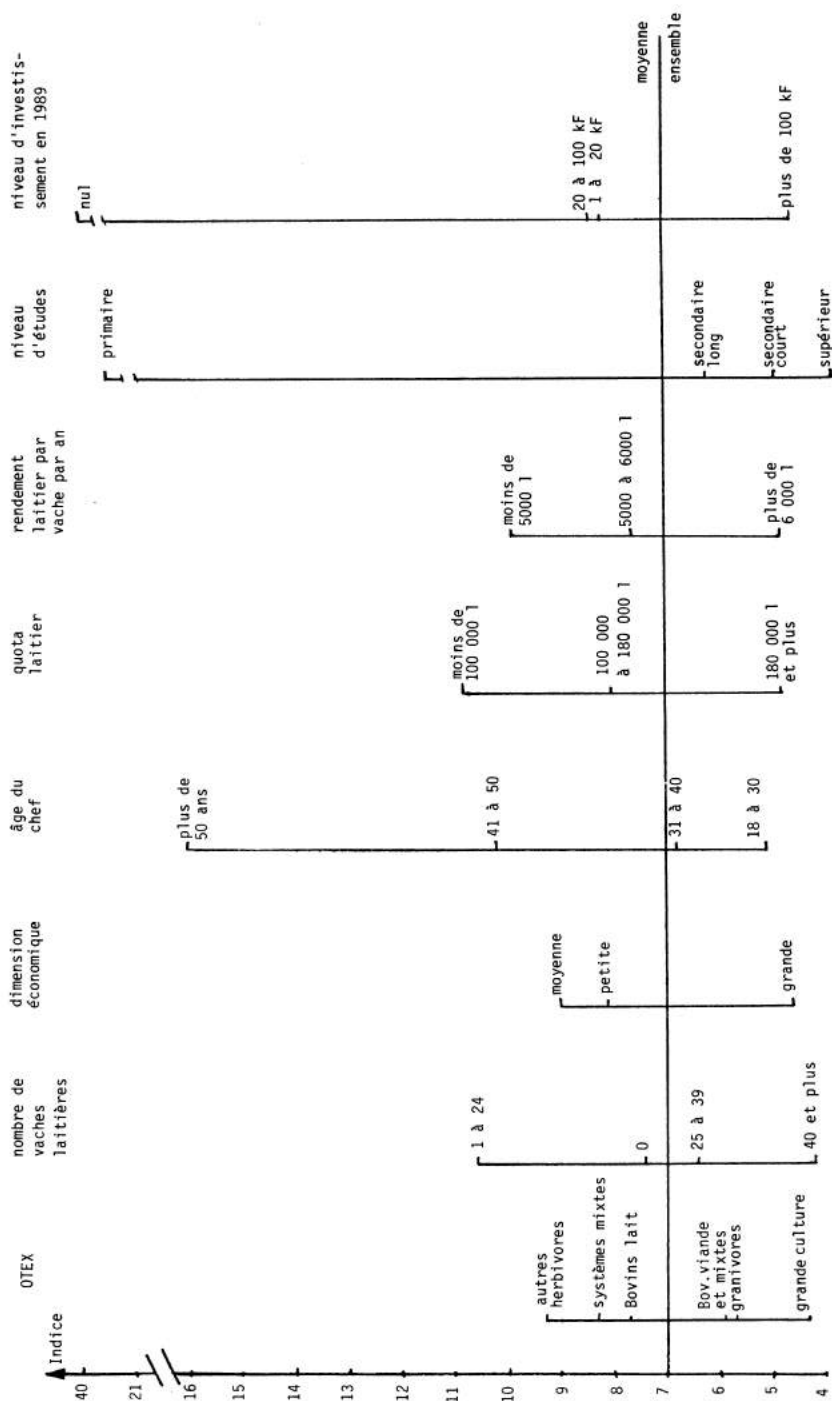 OTEX
nombre de
vaches
laitières
dimension
économique
âge du
chef
quota
laitier
rendement
laitier par
vache par an
niveau
d'études
niveau d'investis-
sement en 1989
Indice
40
21
16
15
14
13
12
11
10
9
8
7
6
5
4
autres
herbivores
systèmes mixtes
Bovins lait
Bov.viande
et mixtes
granivores
grande culture
1 à 24
0
25 à 39
40 et plus
moyenne
petite
grande
plus de
50 ans
41 à 50
31 à 40
18 à 30
moins de
100 000 l
100 000
à 180 000 l
180 000 l
et plus
moins de
5000 l
5000 à 6000 l
plus de
6 000 l
primaire
secondaire
long
secondaire
court
supérieur
nul
20 à 100 kF
1 à 20 kF
plus de 100 kF
moyenne
ensemble